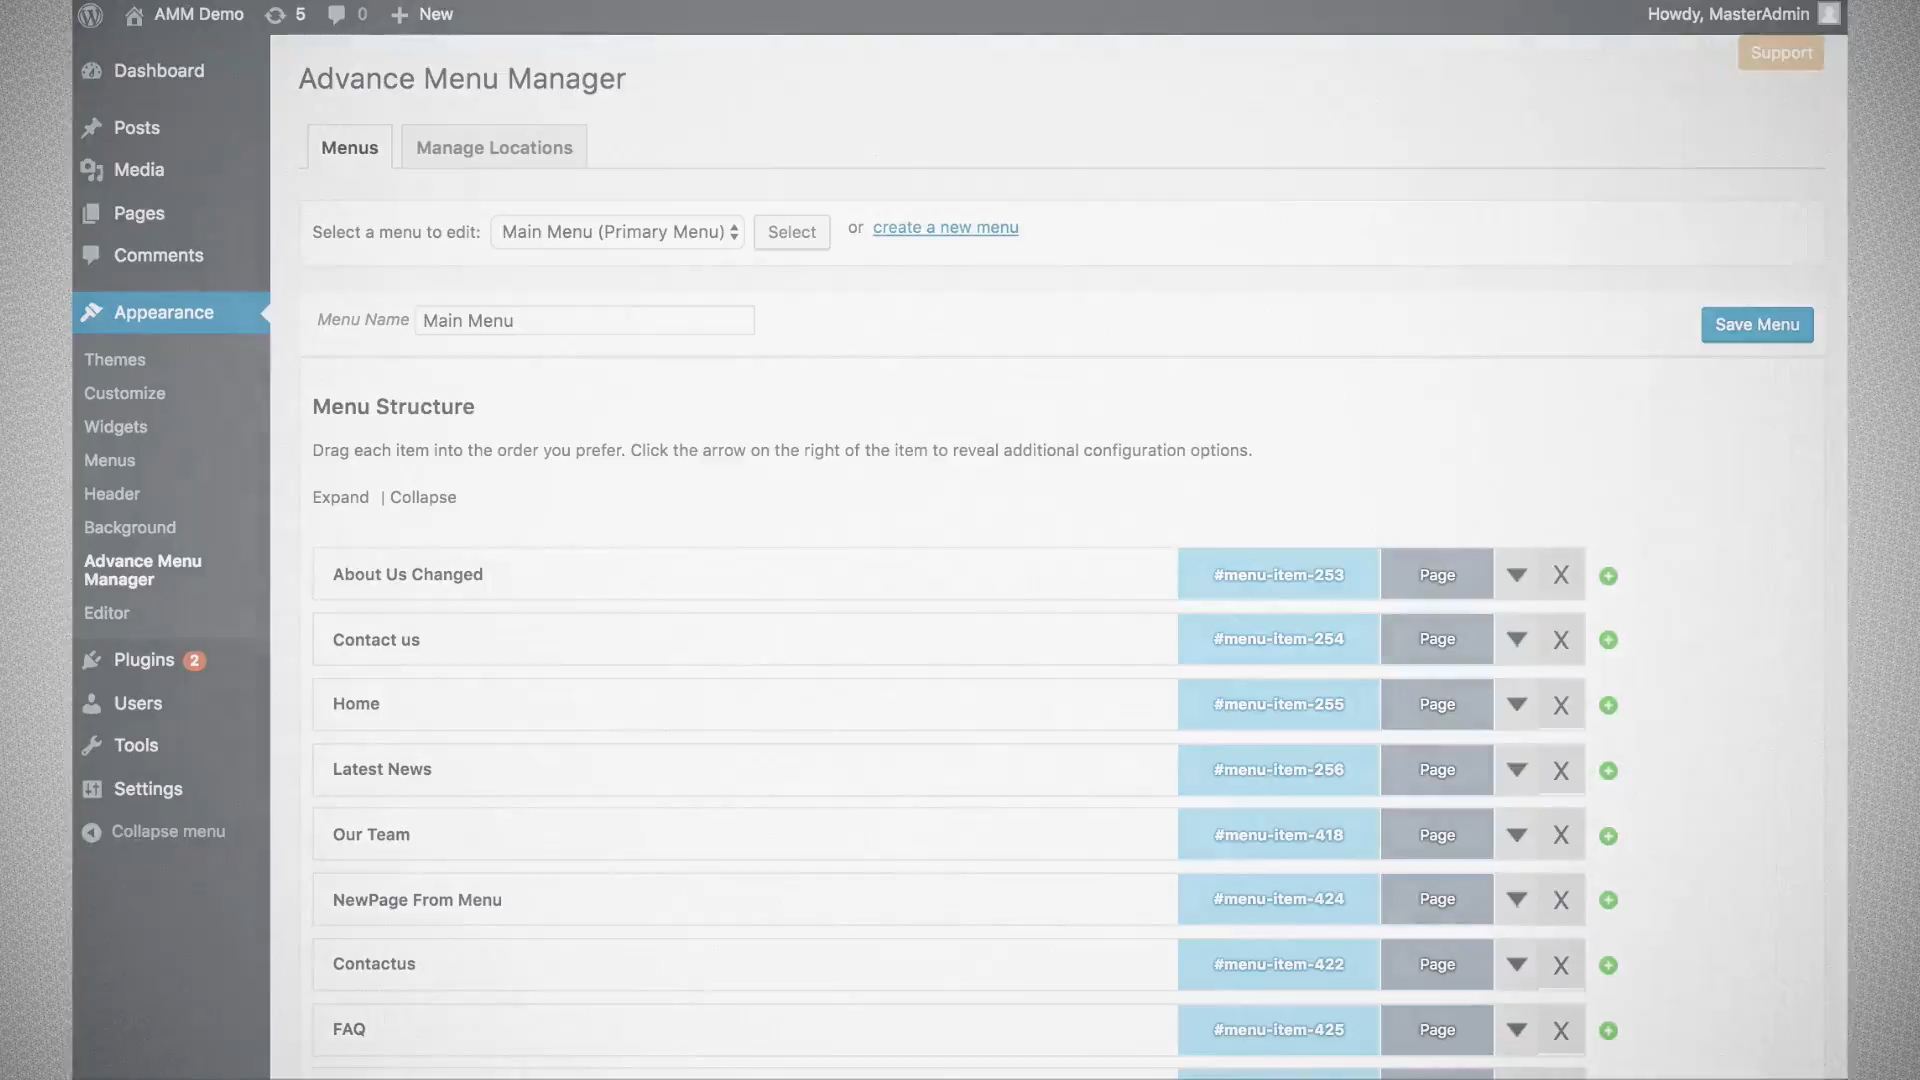 AMM Demo 5 0 New Howdy, MasterAdmin
Support
Dashboard
Posts
Media
Pages
Comments
Appearance
Themes
Customize
Widgets
Menus
Header
Background
Advance Menu
Manager
Editor
Plugins 2
Users
Tools
Settings
Collapse menu
Advance Menu Manager
Menus Manage Locations
Select a menu to edit: Main Menu (Primary Menu) Select or create a new menu
Menu Name Main Menu Save Menu
Menu Structure
Drag each item into the order you prefer. Click the arrow on the right of the item to reveal additional configuration options.
Expand | Collapse
About Us Changed #menu-item-253 Page X
Contact us #menu-item-254 Page X
Home #menu-item-255 Page X
Latest News #menu-item-256 Page X
Our Team #menu-item-418 Page X
NewPage From Menu #menu-item-424 Page X
Contactus #menu-item-422 Page X
FAQ #menu-item-425 Page X